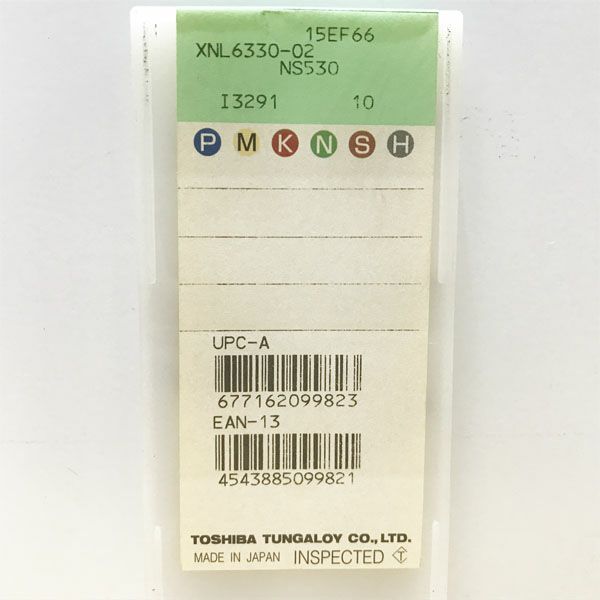 15EF66
XNL6330-02
NS530
I3291 10
P M K N S H
UPC-A
677162099823
EAN-13
4543885099821
TOSHIBA TUNGALOY CO., LTD.
MADE IN JAPAN INSPECTED T